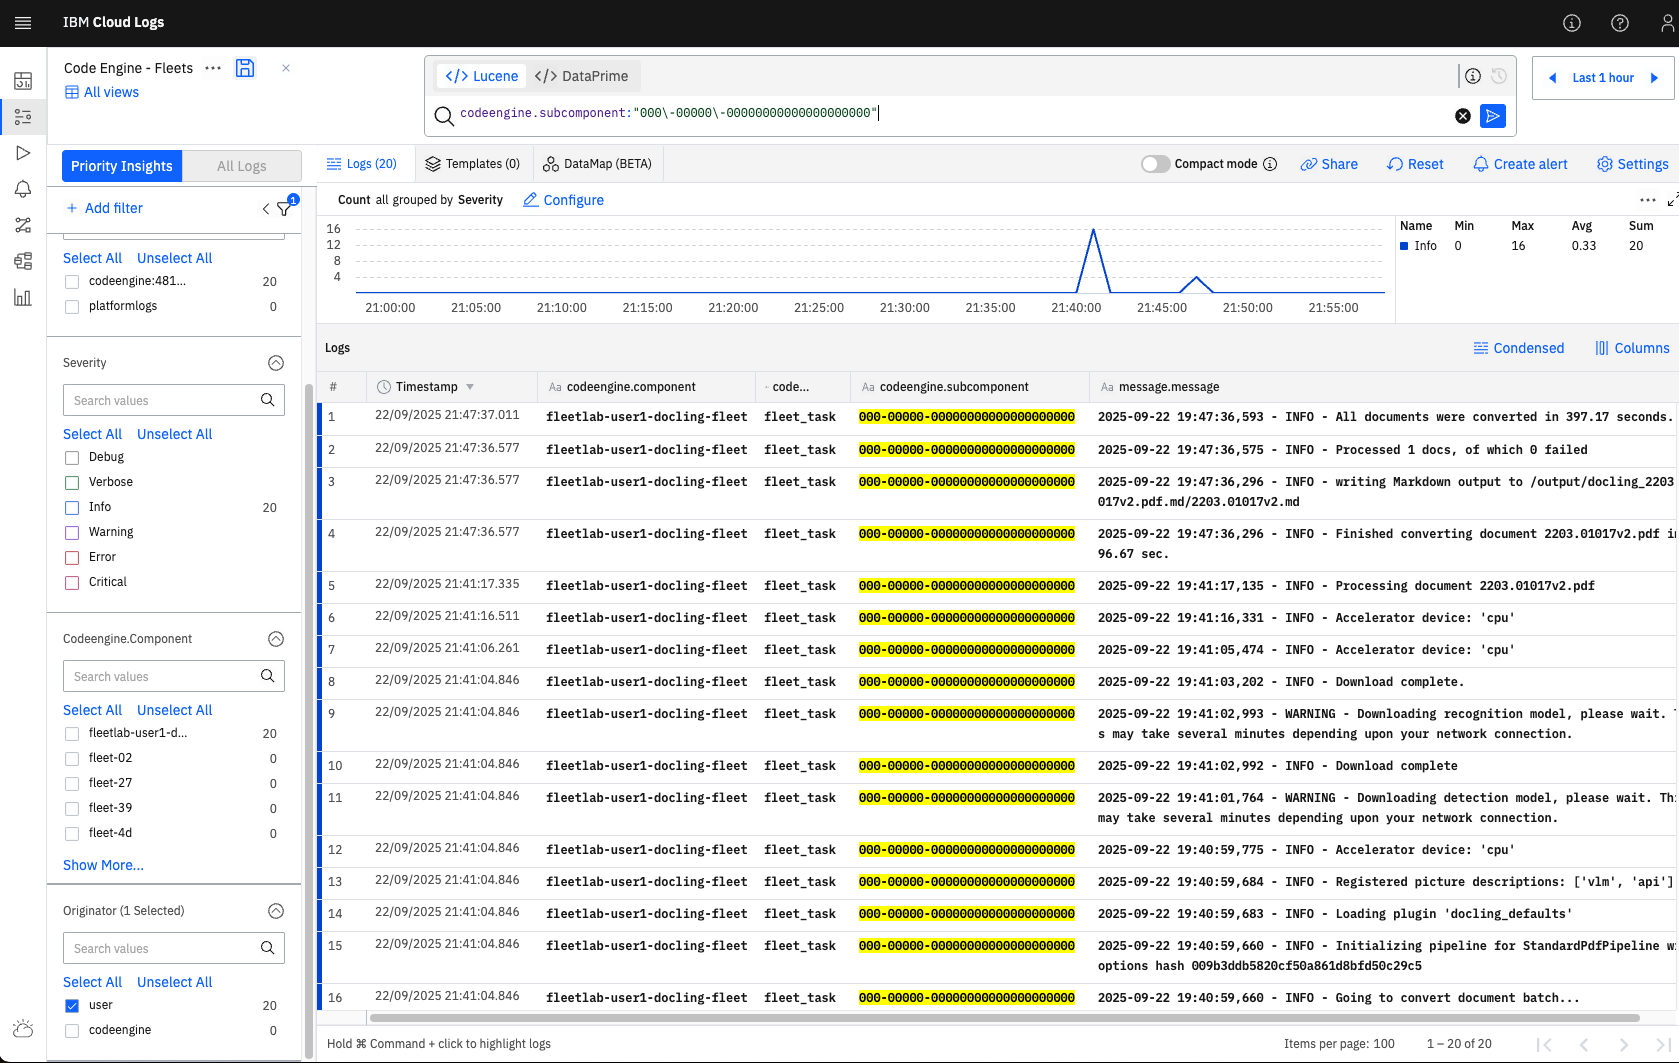 IBM Cloud Logs
Code Engine - Fleets
All views
</> Lucene
</> DataPrime
codeengine.subcomponent:"000\-00000\-00000000000000000000"
Last 1 hour
Priority Insights
All Logs
Logs (20)
Templates (0)
DataMap (BETA)
Compact mode
Share
Reset
Create alert
Settings
+ Add filter
1
Count all grouped by Severity
Configure
16
12
8
4
21:00:00 21:05:00 21:10:00 21:15:00 21:20:00 21:25:00 21:30:00 21:35:00 21:40:00 21:45:00 21:50:00 21:55:00
Name Min Max Avg Sum
Info 0 16 0.33 20
Select All Unselect All
codeengine:481... 20
platformlogs 0
Severity
Search values
Select All Unselect All
Debug
Verbose
Info 20
Warning
Error
Critical
Codeengine.Component
Search values
Select All Unselect All
fleetlab-user1-d... 20
fleet-02 0
fleet-27 0
fleet-39 0
fleet-4d 0
Show More...
Originator (1 Selected)
Search values
Select All Unselect All
user 20
codeengine 0
Logs
Condensed
Columns
# Timestamp Aa codeengine.component code... Aa codeengine.subcomponent Aa message.message
1 22/09/2025 21:47:37.011 fleetlab-user1-docling-fleet fleet_task 000-00000-00000000000000000000 2025-09-22 19:47:36,593 - INFO - All documents were converted in 397.17 seconds.
2 22/09/2025 21:47:36.577 fleetlab-user1-docling-fleet fleet_task 000-00000-00000000000000000000 2025-09-22 19:47:36,575 - INFO - Processed 1 docs, of which 0 failed
3 22/09/2025 21:47:36.577 fleetlab-user1-docling-fleet fleet_task 000-00000-00000000000000000000 2025-09-22 19:47:36,296 - INFO - writing Markdown output to /output/docling_2203
017v2.pdf.md/2203.01017v2.md
4 22/09/2025 21:47:36.577 fleetlab-user1-docling-fleet fleet_task 000-00000-00000000000000000000 2025-09-22 19:47:36,296 - INFO - Finished converting document 2203.01017v2.pdf in
96.67 sec.
5 22/09/2025 21:41:17.335 fleetlab-user1-docling-fleet fleet_task 000-00000-00000000000000000000 2025-09-22 19:41:17,135 - INFO - Processing document 2203.01017v2.pdf
6 22/09/2025 21:41:16.511 fleetlab-user1-docling-fleet fleet_task 000-00000-00000000000000000000 2025-09-22 19:41:16,331 - INFO - Accelerator device: 'cpu'
7 22/09/2025 21:41:06.261 fleetlab-user1-docling-fleet fleet_task 000-00000-00000000000000000000 2025-09-22 19:41:05,474 - INFO - Accelerator device: 'cpu'
8 22/09/2025 21:41:04.846 fleetlab-user1-docling-fleet fleet_task 000-00000-00000000000000000000 2025-09-22 19:41:03,202 - INFO - Download complete.
9 22/09/2025 21:41:04.846 fleetlab-user1-docling-fleet fleet_task 000-00000-00000000000000000000 2025-09-22 19:41:02,993 - WARNING - Downloading recognition model, please wait.
s may take several minutes depending upon your network connection.
10 22/09/2025 21:41:04.846 fleetlab-user1-docling-fleet fleet_task 000-00000-00000000000000000000 2025-09-22 19:41:02,992 - INFO - Download complete
11 22/09/2025 21:41:04.846 fleetlab-user1-docling-fleet fleet_task 000-00000-00000000000000000000 2025-09-22 19:41:01,764 - WARNING - Downloading detection model, please wait. Thi
may take several minutes depending upon your network connection.
12 22/09/2025 21:41:04.846 fleetlab-user1-docling-fleet fleet_task 000-00000-00000000000000000000 2025-09-22 19:40:59,775 - INFO - Accelerator device: 'cpu'
13 22/09/2025 21:41:04.846 fleetlab-user1-docling-fleet fleet_task 000-00000-00000000000000000000 2025-09-22 19:40:59,684 - INFO - Registered picture descriptions: ['vlm', 'api']
14 22/09/2025 21:41:04.846 fleetlab-user1-docling-fleet fleet_task 000-00000-00000000000000000000 2025-09-22 19:40:59,683 - INFO - Loading plugin 'docling_defaults'
15 22/09/2025 21:41:04.846 fleetlab-user1-docling-fleet fleet_task 000-00000-00000000000000000000 2025-09-22 19:40:59,660 - INFO - Initializing pipeline for StandardPdfPipeline wi
options hash 009b3ddb5820cf50a861d8bfd50c29c5
16 22/09/2025 21:41:04.846 fleetlab-user1-docling-fleet fleet_task 000-00000-00000000000000000000 2025-09-22 19:40:59,660 - INFO - Going to convert document batch...
Hold ⌘ Command + click to highlight logs
Items per page: 100
1 – 20 of 20